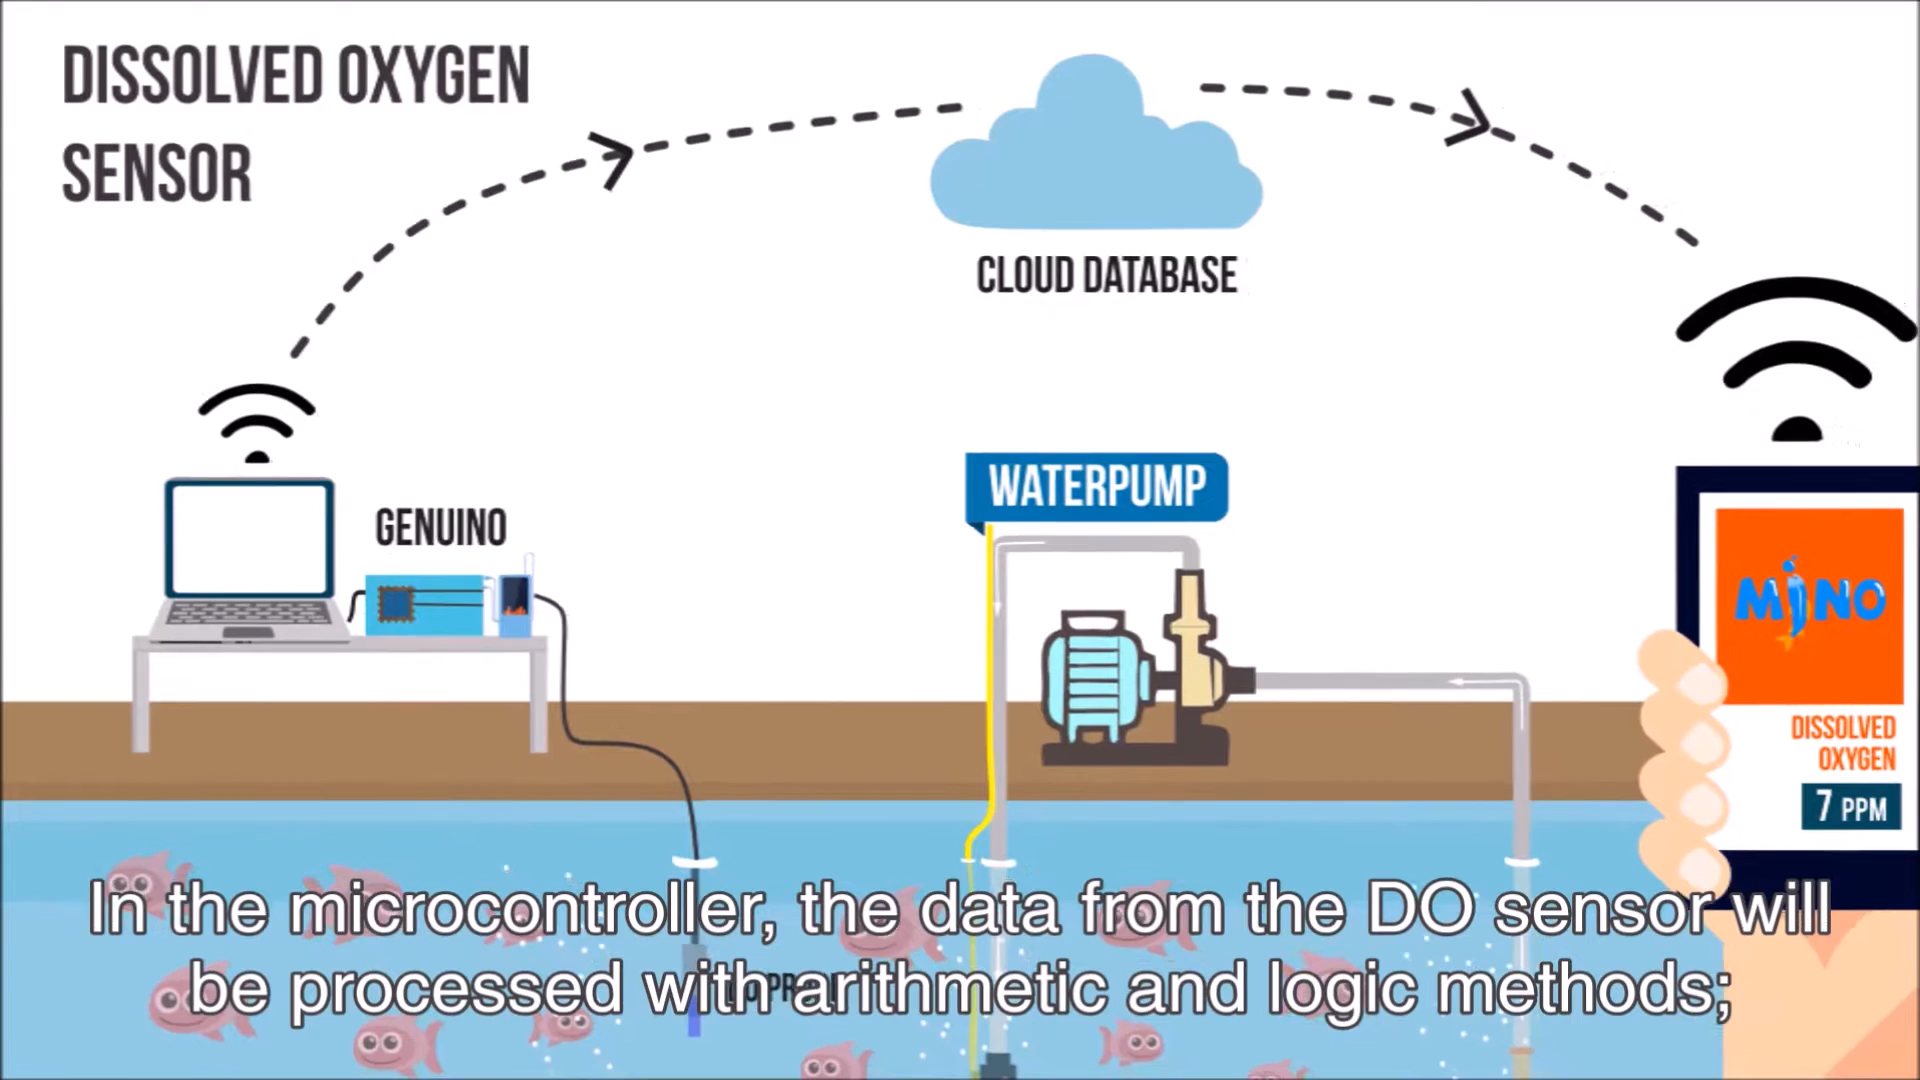 DISSOLVED OXYGEN
SENSOR
CLOUD DATABASE
GENUINO
WATERPUMP
MINO
DISSOLVED
OXYGEN
7 PPM
In the microcontroller, the data from the DO sensor will
be processed with arithmetic and logic methods;